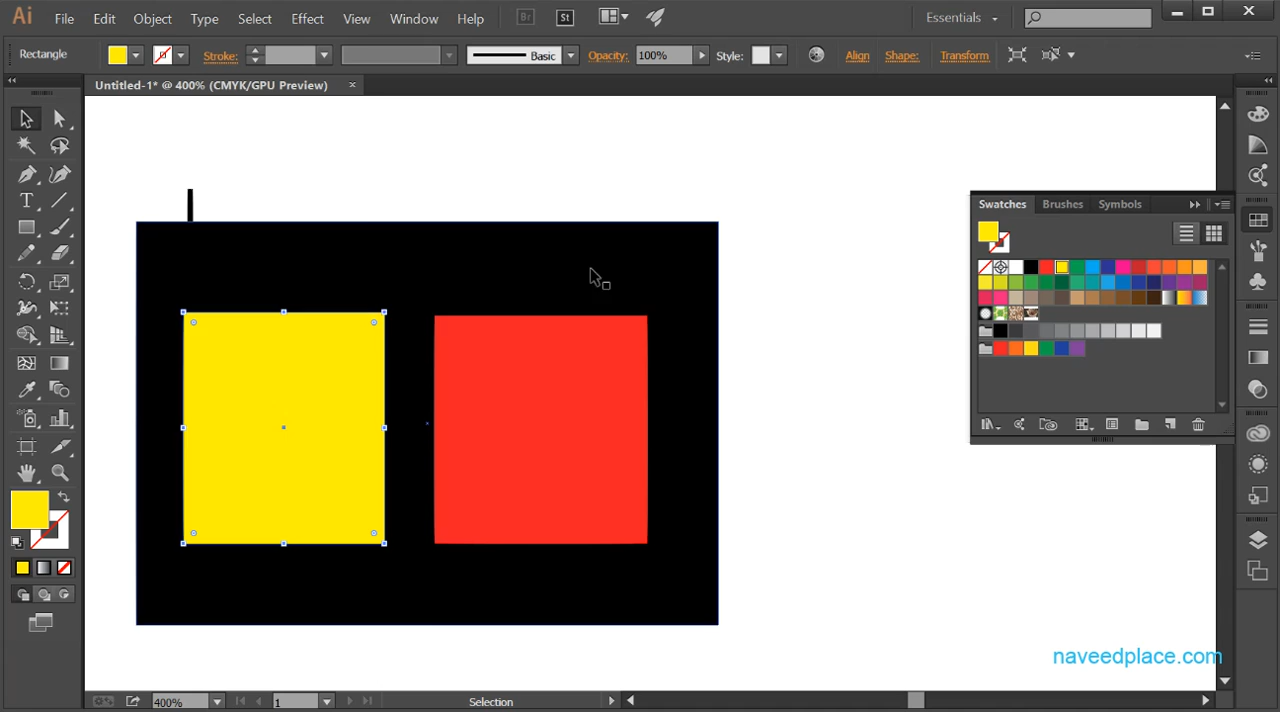 Ai File Edit Object Type Select Effect View Window Help Br St Essentials
Rectangle Stroke: Basic Opacity: 100% Style: Align Shape: Transform
Untitled-1* @ 400% (CMYK/GPU Preview)
Swatches Brushes Symbols
T
naveedplace.com
400% 1 Selection